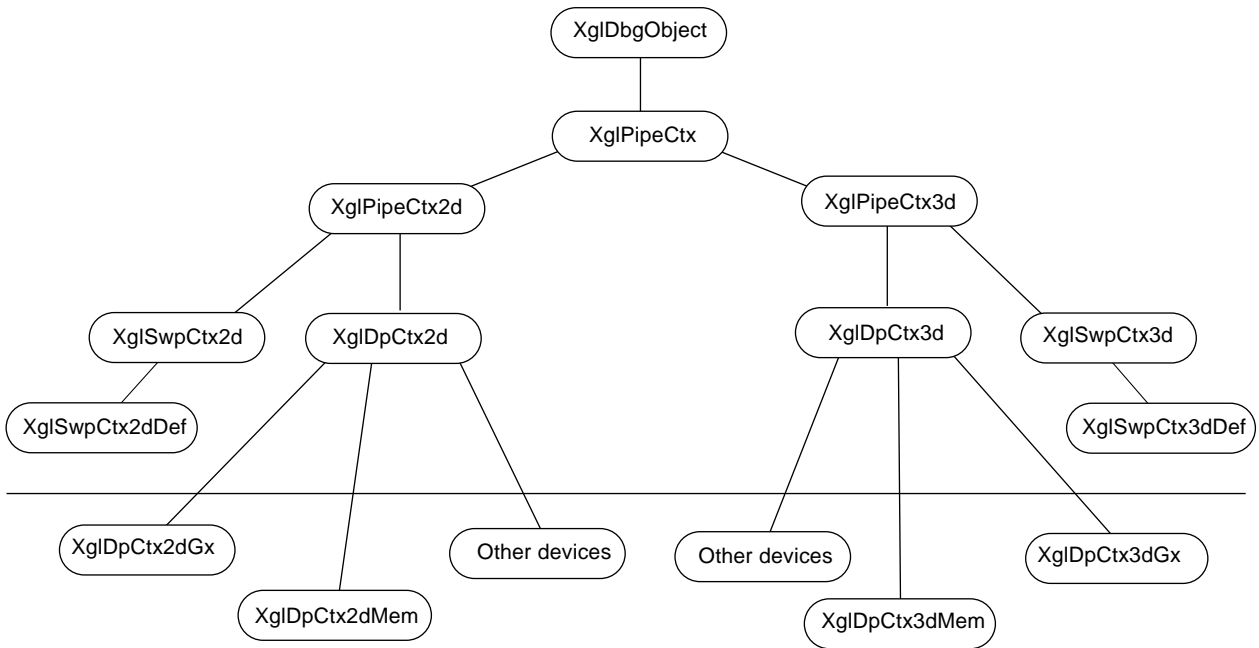 XglDbgObject
XglPipeCtx
XglPipeCtx2d
XglPipeCtx3d
XglSwpCtx2d
XglDpCtx2d
XglDpCtx3d
XglSwpCtx3d
XglSwpCtx2dDef
XglSwpCtx3dDef
XglDpCtx2dGx
Other devices
Other devices
XglDpCtx3dGx
XglDpCtx2dMem
XglDpCtx3dMem